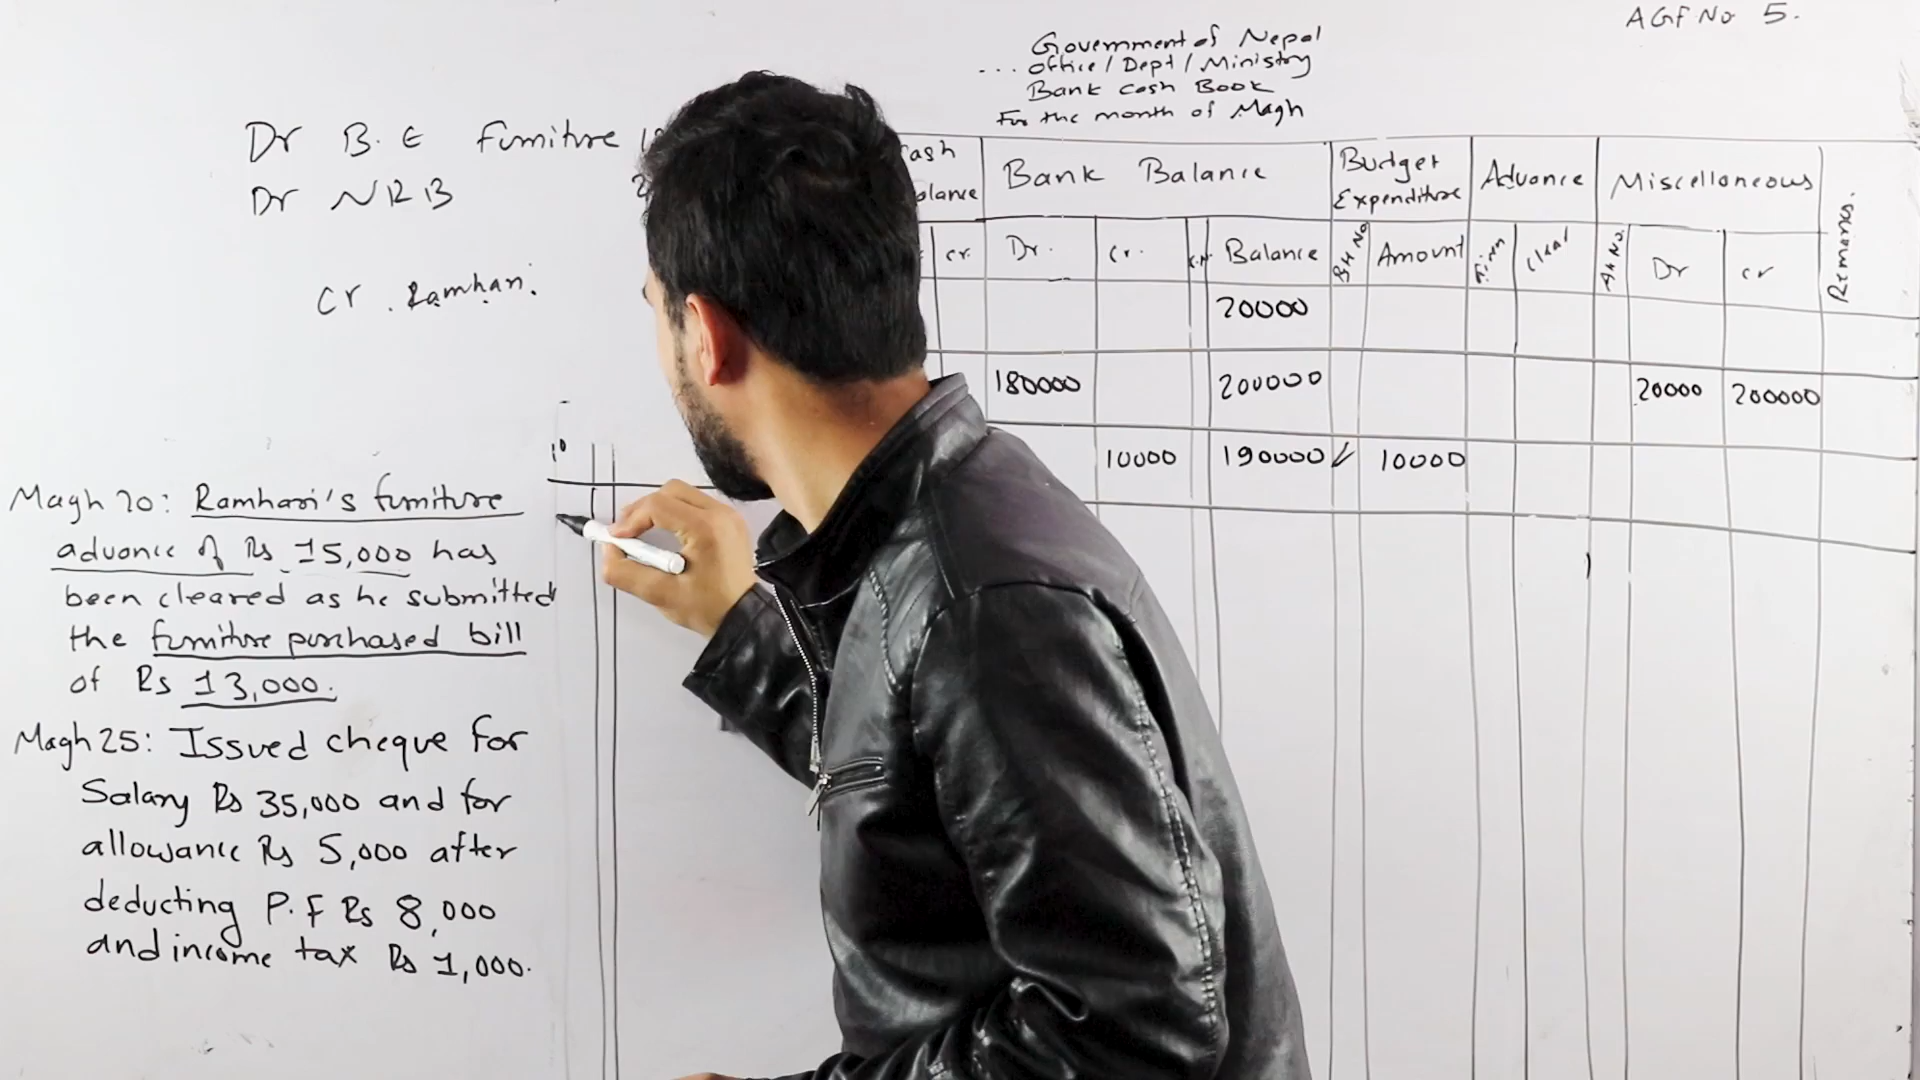 AGF No 5.
Government of Nepal
... Office / Dept / Ministry
Bank Cash Book
For the month of Magh
Dr B.E Furniture
Dr NRB
Cr. Ramhari.
Bank Balance
Budget Expenditure
Advance
Miscellaneous
Remarks.
cr. Dr. cr. Balance BH No Amount Dr cr
20000
180000 200000 20000 200000
10000 190000 10000
10
Magh 20: Ramhari's furniture
advance of Rs 15,000 has
been cleared as he submitted
the furniture purchased bill
of Rs 13,000.
Magh 25: Issued cheque for
Salary Rs 35,000 and for
allowance Rs 5,000 after
deducting P.F Rs 8,000
and income tax Rs 1,000.